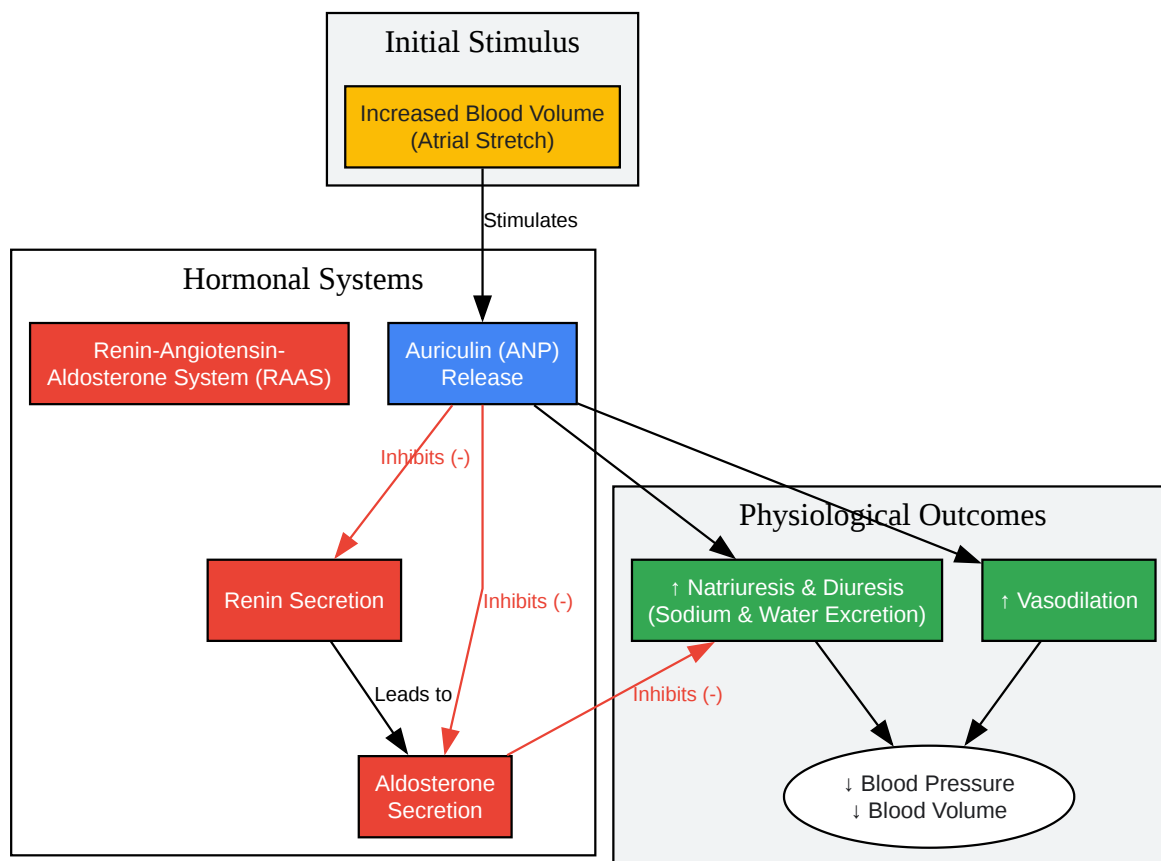 Initial Stimulus
Increased Blood Volume
(Atrial Stretch)
Stimulates
Hormonal Systems
Renin-Angiotensin-
Aldosterone System (RAAS)
Auriculin (ANP)
Release
Inhibits (-)
Physiological Outcomes
Renin Secretion
Inhibits (-)
↑ Natriuresis & Diuresis
(Sodium & Water Excretion)
↑ Vasodilation
Leads to
Inhibits (-)
Aldosterone
Secretion
↓ Blood Pressure
↓ Blood Volume